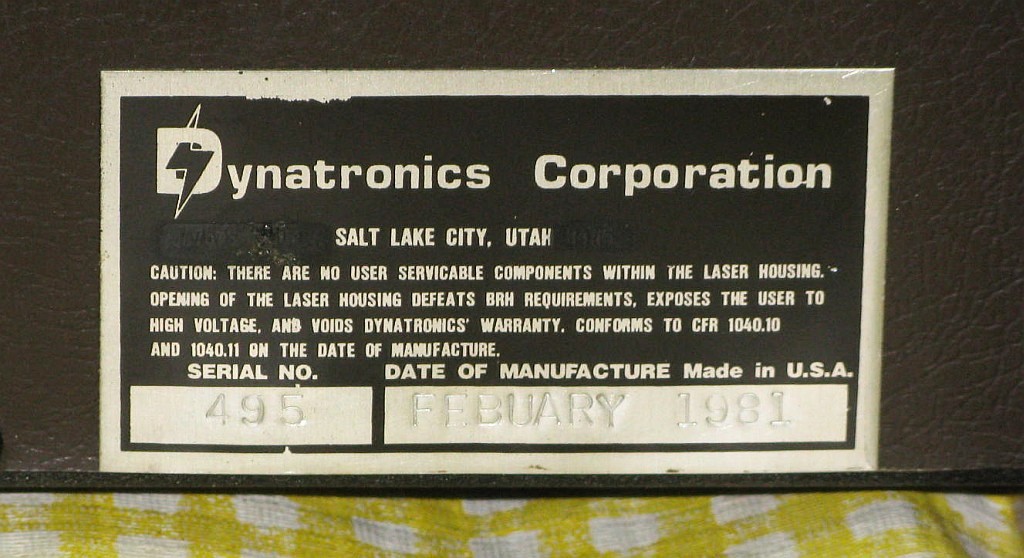 Dynatronics Corporation
SALT LAKE CITY, UTAH
CAUTION: THERE ARE NO USER SERVICABLE COMPONENTS WITHIN THE LASER HOUSING.
OPENING OF THE LASER HOUSING DEFEATS BRH REQUIREMENTS, EXPOSES THE USER TO
HIGH VOLTAGE, AND VOIDS DYNATRONICS' WARRANTY. CONFORMS TO CFR 1040.10
AND 1040.11 ON THE DATE OF MANUFACTURE.
SERIAL NO. DATE OF MANUFACTURE Made in U.S.A.
495 FEBUARY 1981